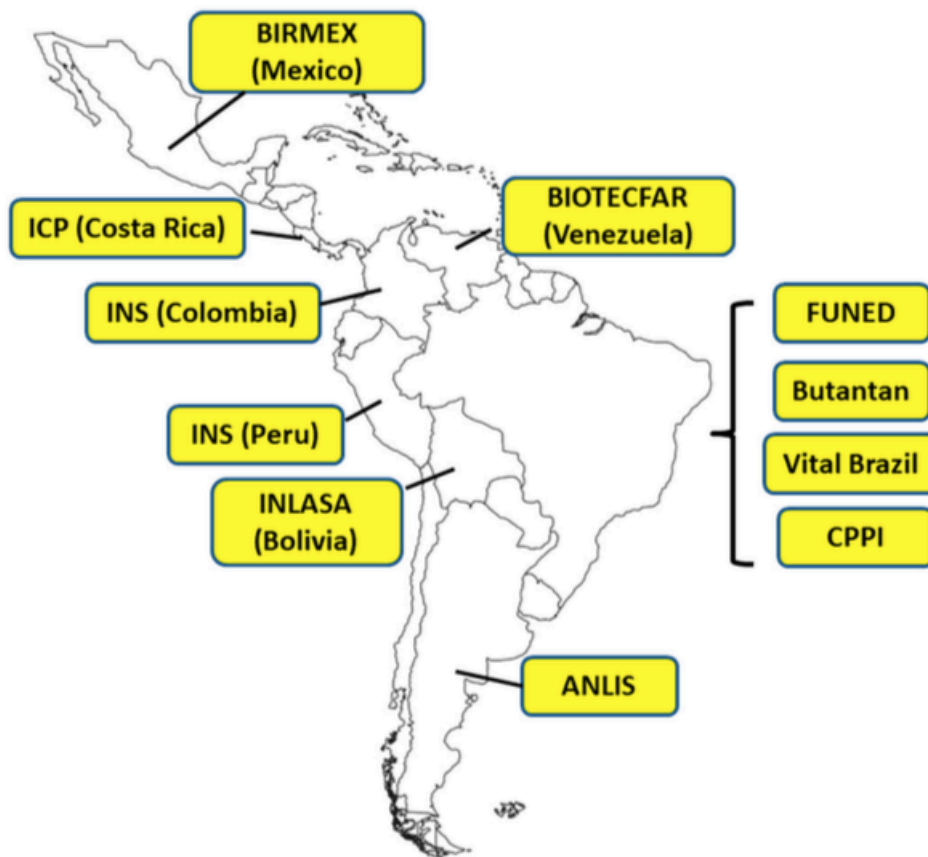 BIRMEX
(Mexico)
ICP (Costa Rica)
BIOTECFAR
(Venezuela)
INS (Colombia)
FUNED
Butantan
INS (Peru)
Vital Brazil
INLASA
(Bolivia)
CPPI
ANLIS